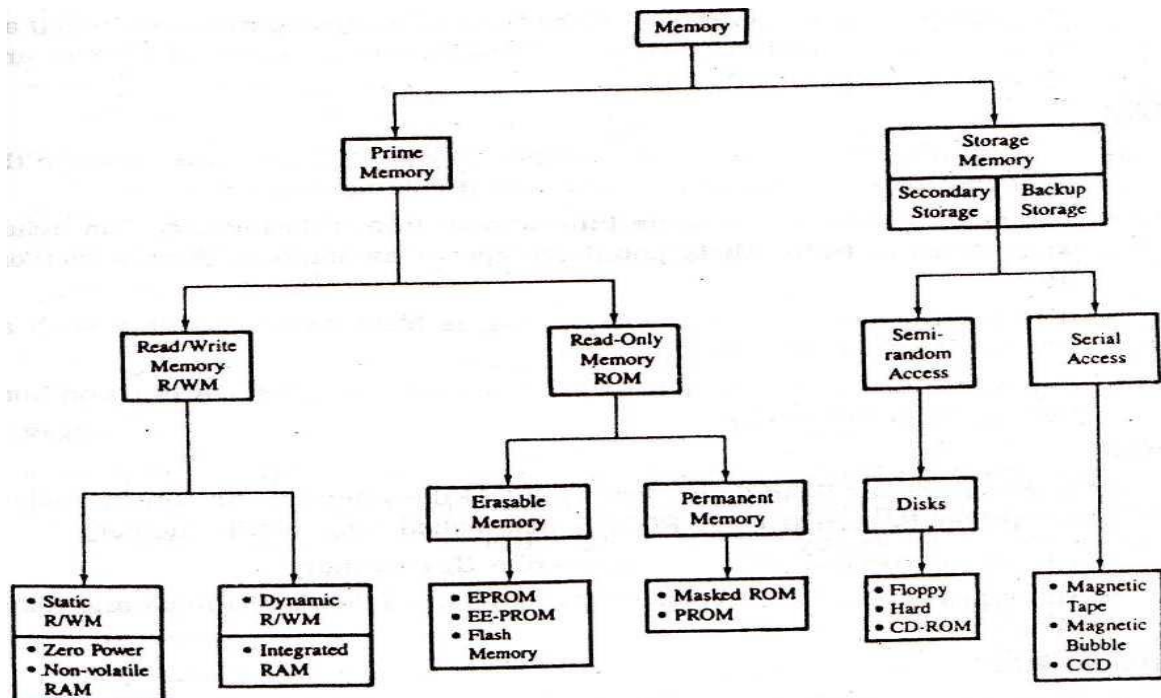 Memory
Prime
Memory
Storage
Memory
Secondary
Storage
Backup
Storage
Read/Write
Memory
R/WM
Read-Only
Memory
ROM
Semi-
random
Access
Serial
Access
Erasable
Memory
Permanent
Memory
Disks
• Static
R/WM
• Zero Power
• Non-volatile
RAM
• Dynamic
R/WM
• Integrated
RAM
• EPROM
• EE-PROM
• Flash
Memory
• Masked ROM
• PROM
• Floppy
• Hard
• CD-ROM
• Magnetic
Tape
• Magnetic
Bubble
• CCD